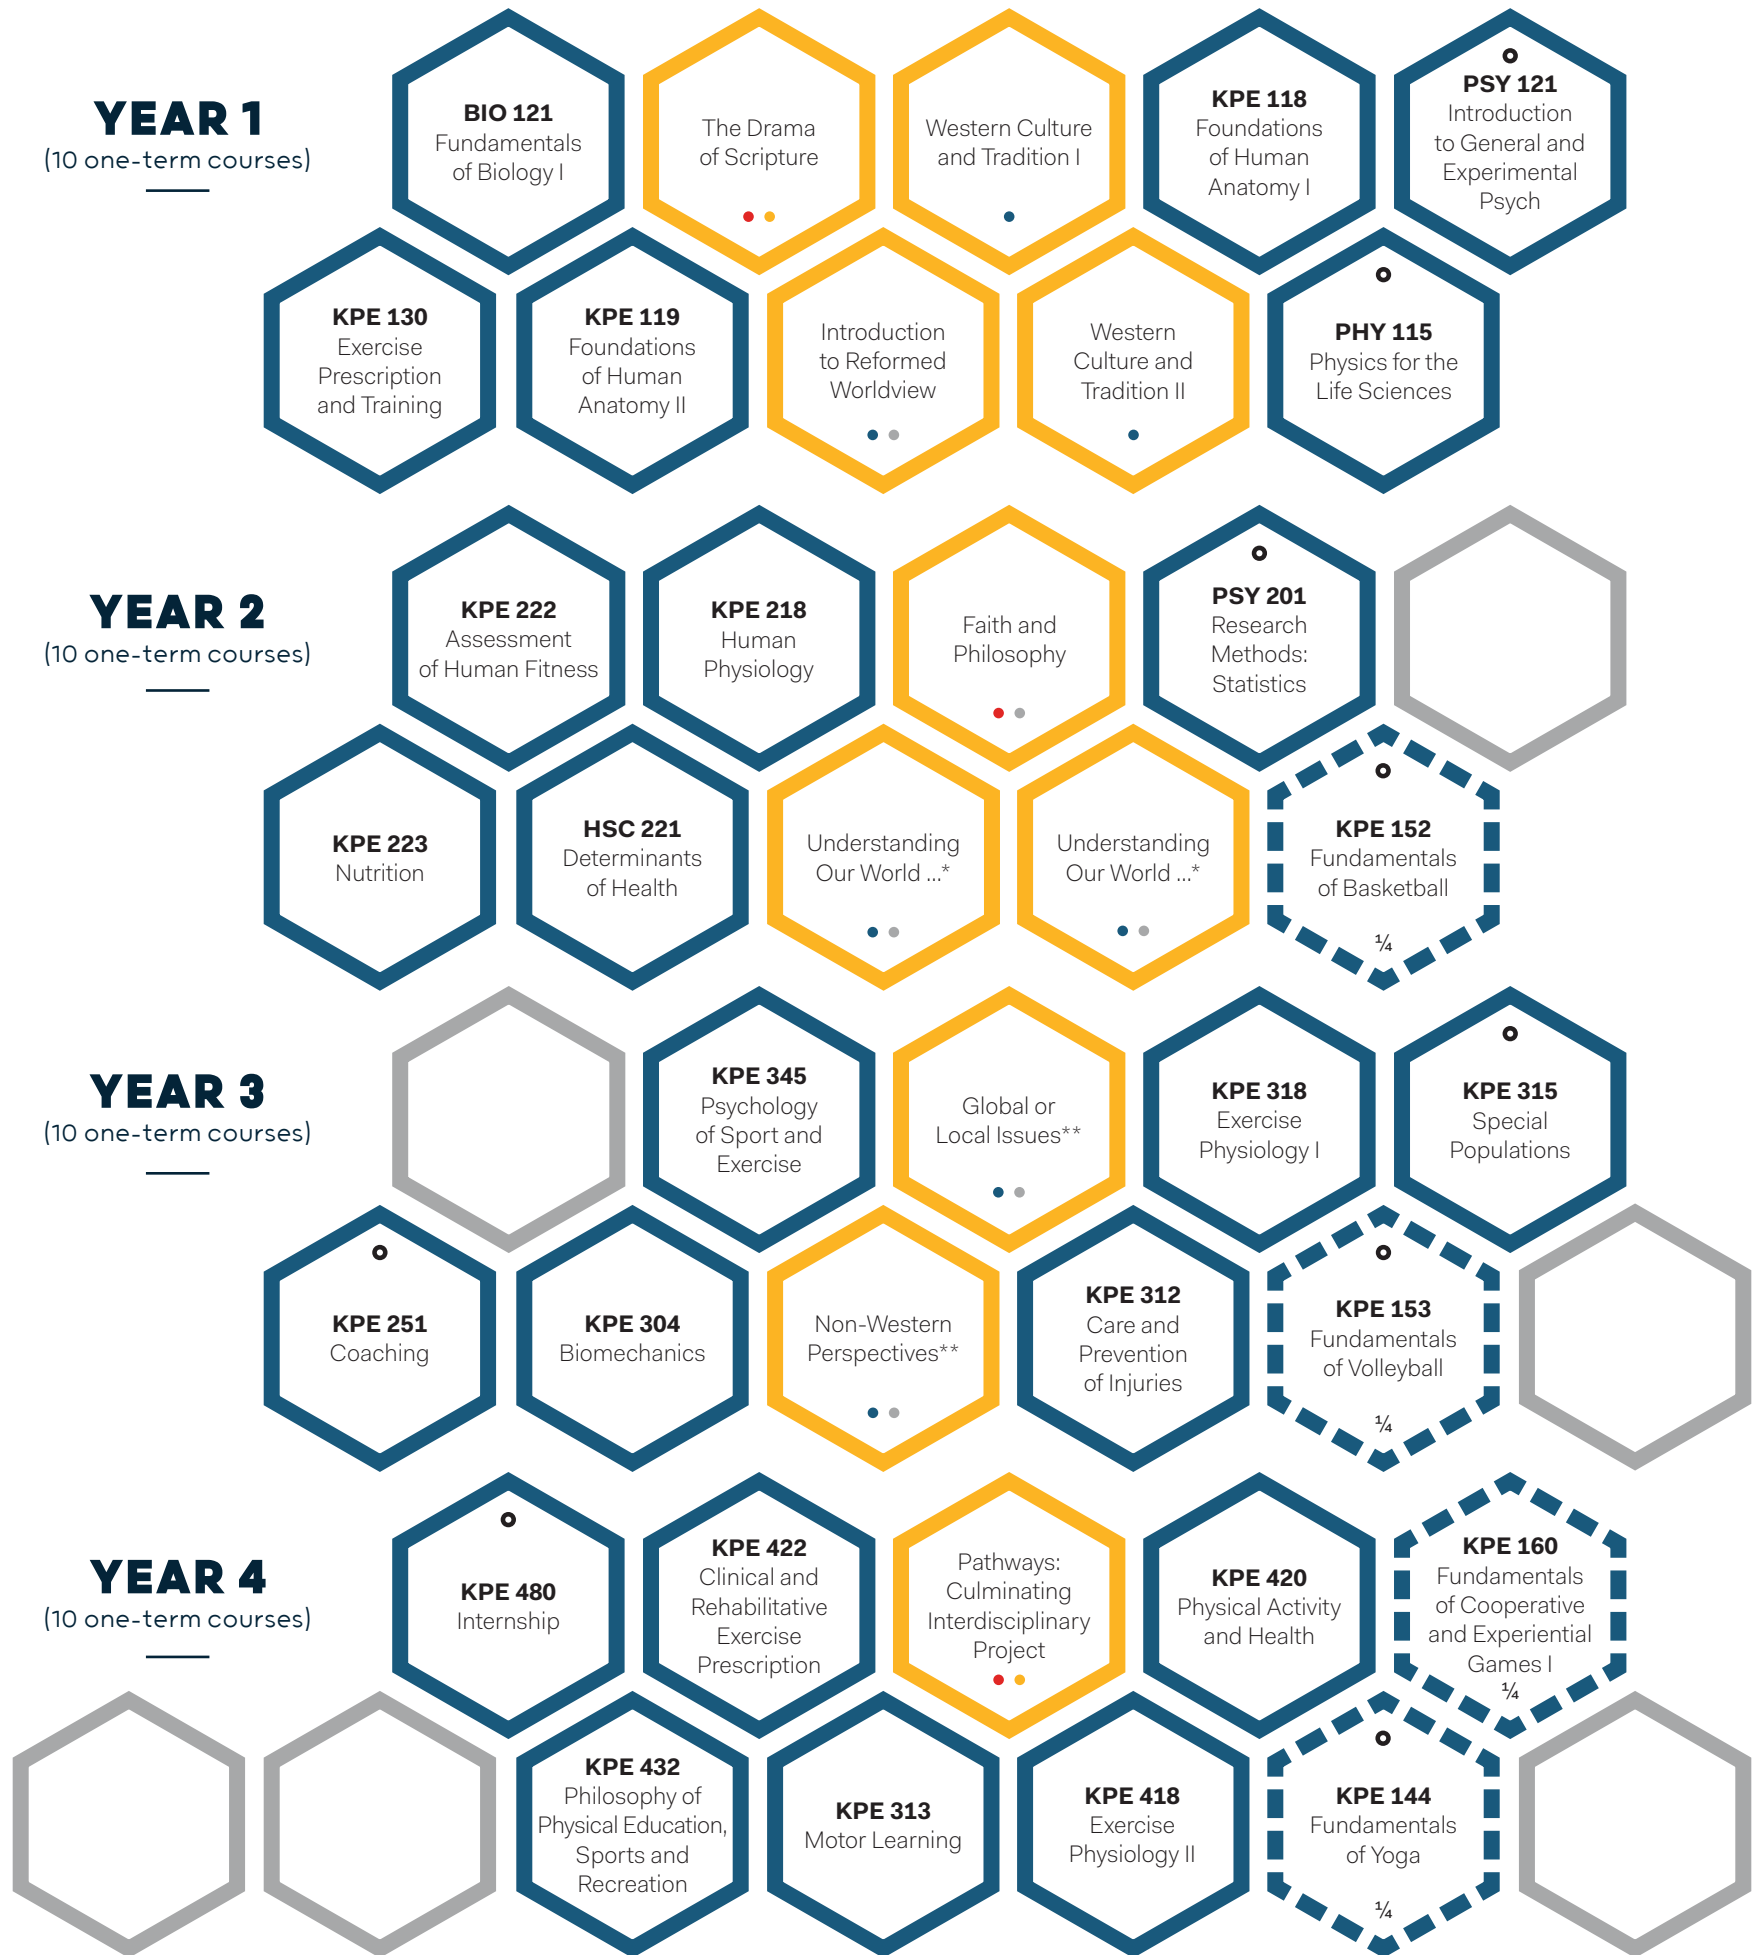 YEAR 1
(10 one-term courses)
BIO 121
Fundamentals
of Biology I
The Drama
of Scripture
Western Culture
and Tradition I
KPE 118
Foundations
of Human
Anatomy I
PSY 121
Introduction
to General and
Experimental
Psych
KPE 130
Exercise
Prescription
and Training
KPE 119
Foundations
of Human
Anatomy II
Introduction
to Reformed
Worldview
Western
Culture and
Tradition II
PHY 115
Physics for the
Life Sciences
YEAR 2
(10 one-term courses)
KPE 222
Assessment
of Human Fitness
KPE 218
Human
Physiology
Faith and
Philosophy
PSY 201
Research
Methods:
Statistics
KPE 223
Nutrition
HSC 221
Determinants
of Health
Understanding
Our World ...*
Understanding
Our World ...*
KPE 152
Fundamentals
of Basketball
¼
YEAR 3
(10 one-term courses)
KPE 345
Psychology
of Sport and
Exercise
Global or
Local Issues**
KPE 318
Exercise
Physiology I
KPE 315
Special
Populations
KPE 251
Coaching
KPE 304
Biomechanics
Non-Western
Perspectives**
KPE 312
Care and
Prevention
of Injuries
KPE 153
Fundamentals
of Volleyball
¼
YEAR 4
(10 one-term courses)
KPE 480
Internship
KPE 422
Clinical and
Rehabilitative
Exercise
Prescription
Pathways:
Culminating
Interdisciplinary
Project
KPE 420
Physical Activity
and Health
KPE 160
Fundamentals
of Cooperative
and Experiential
Games I
¼
KPE 432
Philosophy of
Physical Education,
Sports and
Recreation
KPE 313
Motor Learning
KPE 418
Exercise
Physiology II
KPE 144
Fundamentals
of Yoga
¼